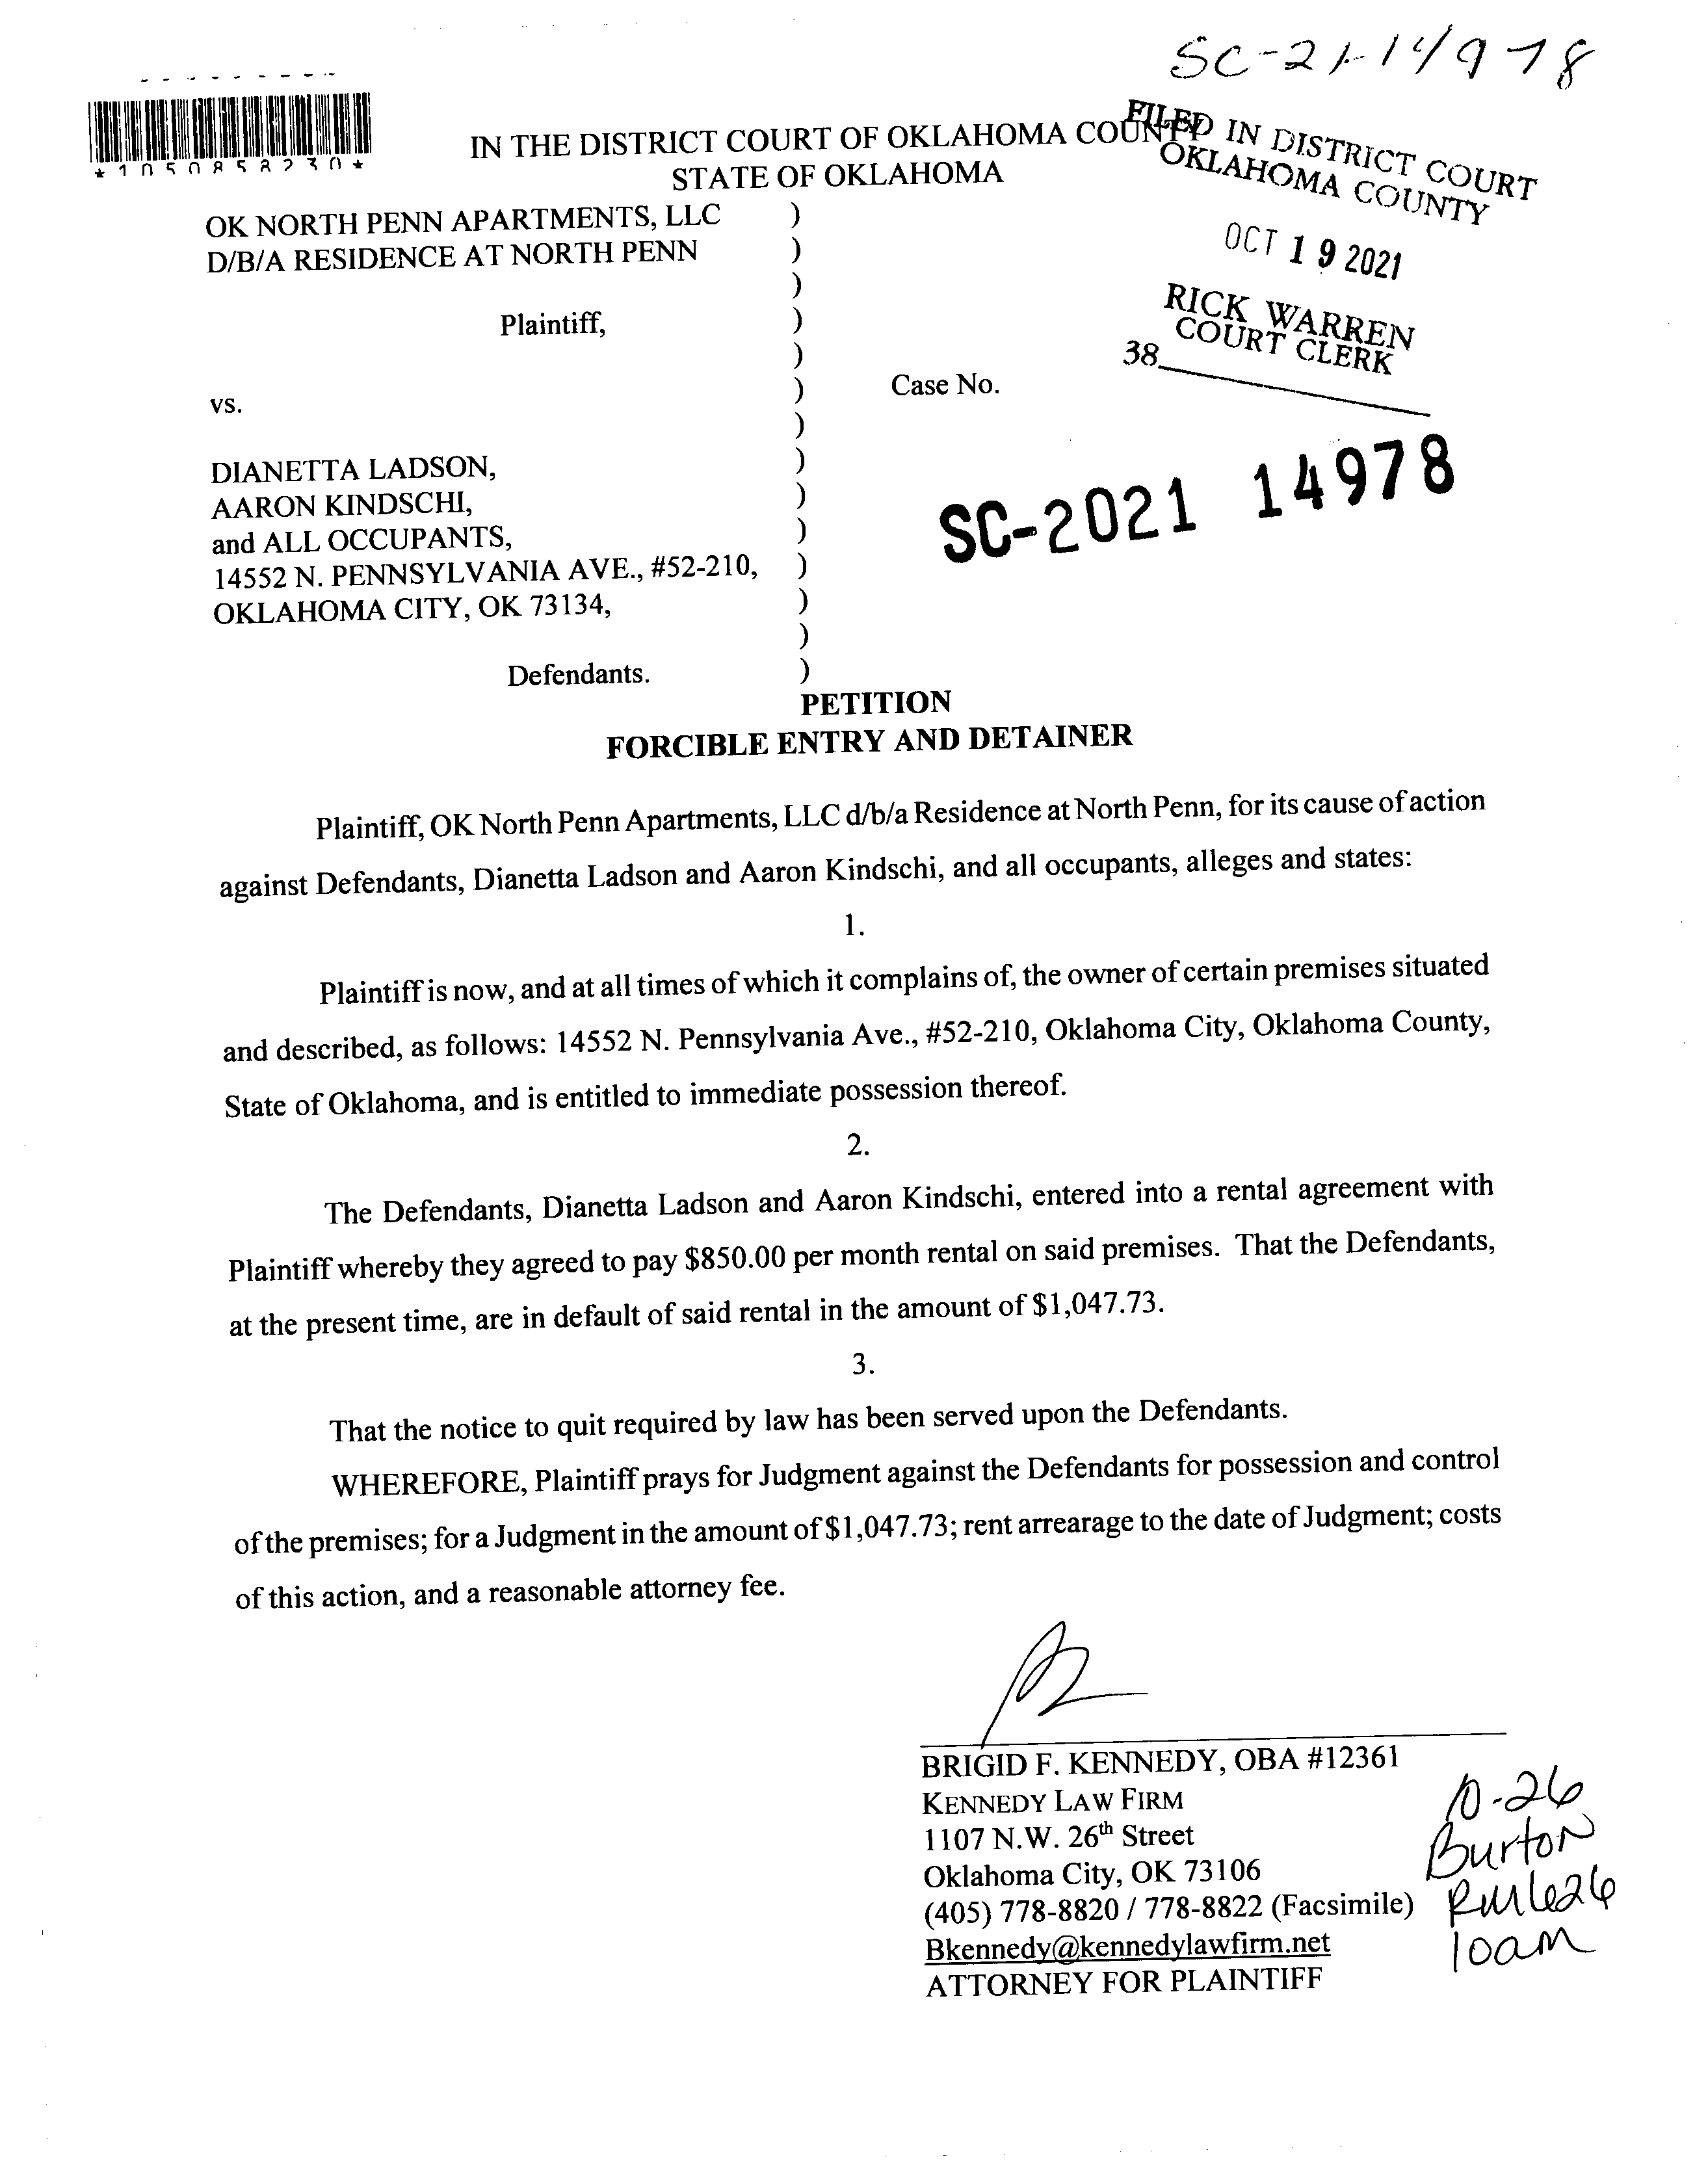 SC-21-14978
*1050858230*
IN THE DISTRICT COURT OF OKLAHOMA COUNTY
STATE OF OKLAHOMA
FILED IN DISTRICT COURT
OKLAHOMA COUNTY
OCT 19 2021
RICK WARREN
COURT CLERK
38
OK NORTH PENN APARTMENTS, LLC )
D/B/A RESIDENCE AT NORTH PENN )
)
Plaintiff, )
)
vs. ) Case No.
)
DIANETTA LADSON, )
AARON KINDSCHI, )
and ALL OCCUPANTS, )
14552 N. PENNSYLVANIA AVE., #52-210, )
OKLAHOMA CITY, OK 73134, )
)
Defendants. )
SC-2021 14978
PETITION
FORCIBLE ENTRY AND DETAINER
Plaintiff, OK North Penn Apartments, LLC d/b/a Residence at North Penn, for its cause of action
against Defendants, Dianetta Ladson and Aaron Kindschi, and all occupants, alleges and states:
1.
Plaintiff is now, and at all times of which it complains of, the owner of certain premises situated
and described, as follows: 14552 N. Pennsylvania Ave., #52-210, Oklahoma City, Oklahoma County,
State of Oklahoma, and is entitled to immediate possession thereof.
2.
The Defendants, Dianetta Ladson and Aaron Kindschi, entered into a rental agreement with
Plaintiff whereby they agreed to pay $850.00 per month rental on said premises. That the Defendants,
at the present time, are in default of said rental in the amount of $1,047.73.
3.
That the notice to quit required by law has been served upon the Defendants.
WHEREFORE, Plaintiff prays for Judgment against the Defendants for possession and control
of the premises; for a Judgment in the amount of $1,047.73; rent arrearage to the date of Judgment; costs
of this action, and a reasonable attorney fee.
BRIGID F. KENNEDY, OBA #12361
KENNEDY LAW FIRM
1107 N.W. 26th Street
Oklahoma City, OK 73106
(405) 778-8820 / 778-8822 (Facsimile)
Bkennedy@kennedylawfirm.net
ATTORNEY FOR PLAINTIFF
10-26
Burton
10am